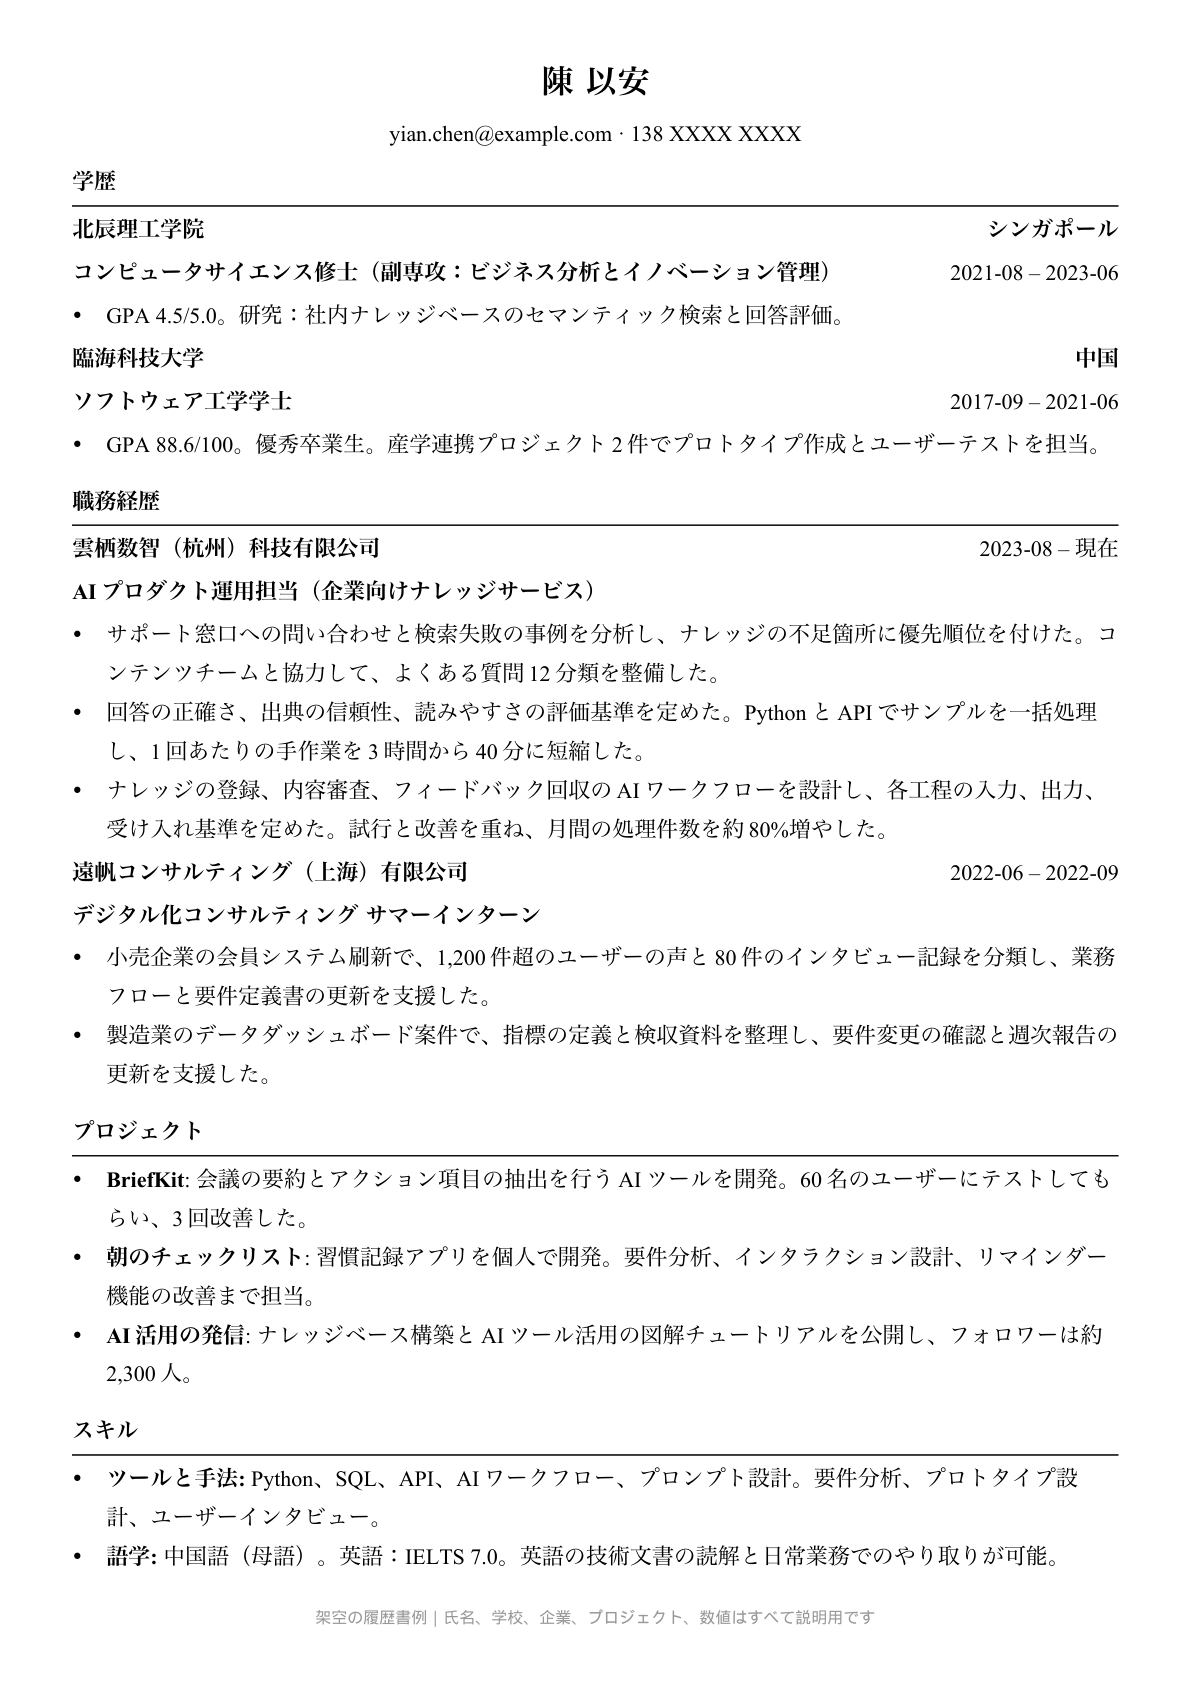 陳 以安
yian.chen@example.com · 138 XXXX XXXX
学歴
北辰理工学院 シンガポール
コンピュータサイエンス修士（副専攻：ビジネス分析とイノベーション管理） 2021-08 – 2023-06
• GPA 4.5/5.0。研究：社内ナレッジベースのセマンティック検索と回答評価。
臨海科技大学 中国
ソフトウェア工学学士 2017-09 – 2021-06
• GPA 88.6/100。優秀卒業生。産学連携プロジェクト 2 件でプロトタイプ作成とユーザーテストを担当。
職務経歴
雲栖数智（杭州）科技有限公司 2023-08 – 現在
AI プロダクト運用担当（企業向けナレッジサービス）
• サポート窓口への問い合わせと検索失敗の事例を分析し、ナレッジの不足箇所に優先順位を付けた。コ
ンテンツチームと協力して、よくある質問 12 分類を整備した。
• 回答の正確さ、出典の信頼性、読みやすさの評価基準を定めた。Python と API でサンプルを一括処理
し、1 回あたりの手作業を 3 時間から 40 分に短縮した。
• ナレッジの登録、内容審査、フィードバック回収の AI ワークフローを設計し、各工程の入力、出力、
受け入れ基準を定めた。試行と改善を重ね、月間の処理件数を約 80%増やした。
遠帆コンサルティング（上海）有限公司 2022-06 – 2022-09
デジタル化コンサルティング サマーインターン
• 小売企業の会員システム刷新で、1,200 件超のユーザーの声と 80 件のインタビュー記録を分類し、業務
フローと要件定義書の更新を支援した。
• 製造業のデータダッシュボード案件で、指標の定義と検収資料を整理し、要件変更の確認と週次報告の
更新を支援した。
プロジェクト
• BriefKit: 会議の要約とアクション項目の抽出を行う AI ツールを開発。60 名のユーザーにテストしても
らい、3 回改善した。
• 朝のチェックリスト: 習慣記録アプリを個人で開発。要件分析、インタラクション設計、リマインダー
機能の改善まで担当。
• AI 活用の発信: ナレッジベース構築と AI ツール活用の図解チュートリアルを公開し、フォロワーは約
2,300 人。
スキル
• ツールと手法: Python、SQL、API、AI ワークフロー、プロンプト設計。要件分析、プロトタイプ設
計、ユーザーインタビュー。
• 語学: 中国語（母語）。英語：IELTS 7.0。英語の技術文書の読解と日常業務でのやり取りが可能。
架空の履歴書例 | 氏名、学校、企業、プロジェクト、数値はすべて説明用です